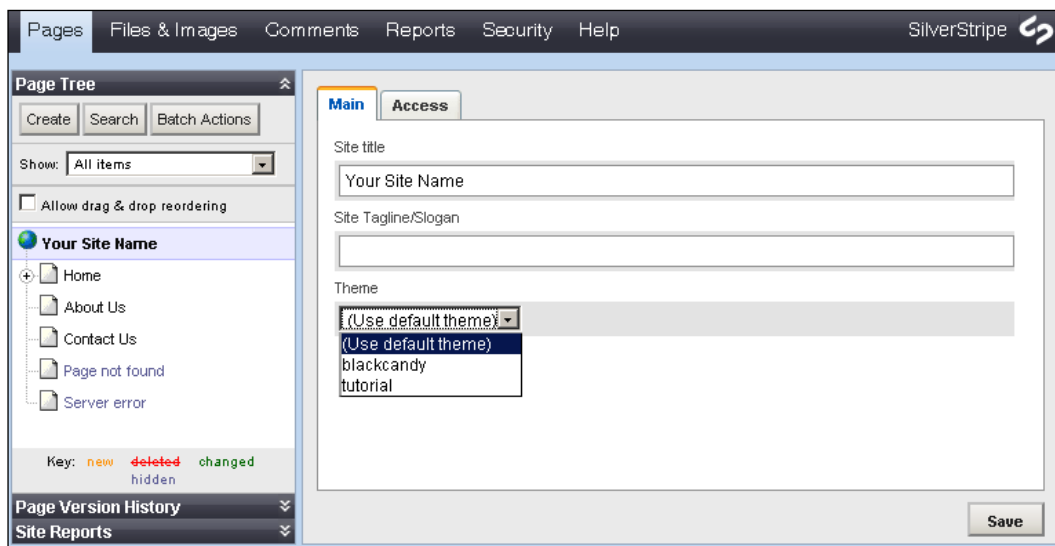 Pages Files & Images Comments Reports Security Help SilverStripe
Page Tree
Create Search Batch Actions
Show: All items
Allow drag & drop reordering
Your Site Name
Home
About Us
Contact Us
Page not found
Server error
Key: new deleted changed
hidden
Page Version History
Site Reports
Main Access
Site title
Your Site Name
Site Tagline/Slogan
Theme
(Use default theme)
(Use default theme)
blackcandy
tutorial
Save